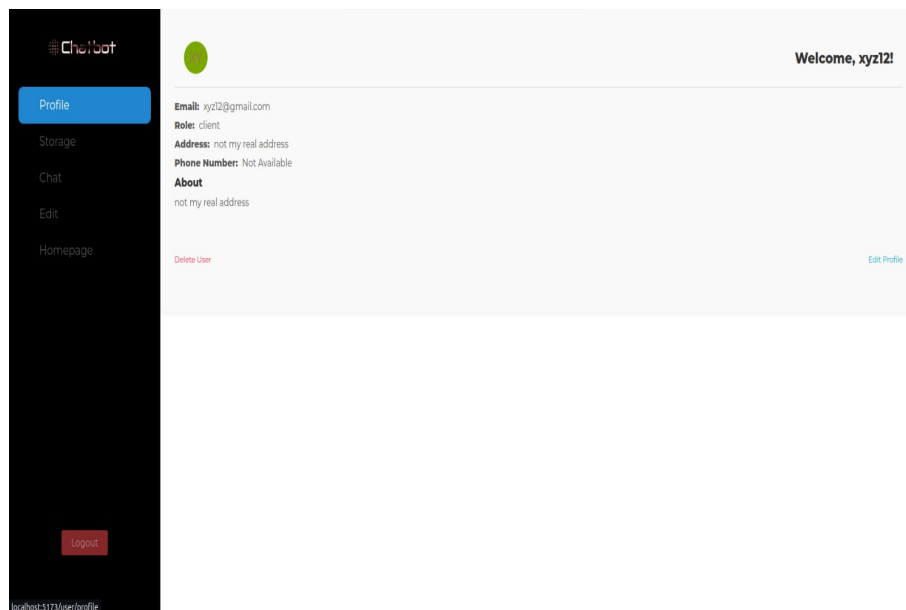 Chatbot
Profile
Storage
Chat
Edit
Homepage
Logout
localhost:5173/user/profile
XY
Welcome, xyz12!
Email: xyz12@gmail.com
Role: client
Address: not my real address
Phone Number: Not Available
About
not my real address
Delete User
Edit Profile